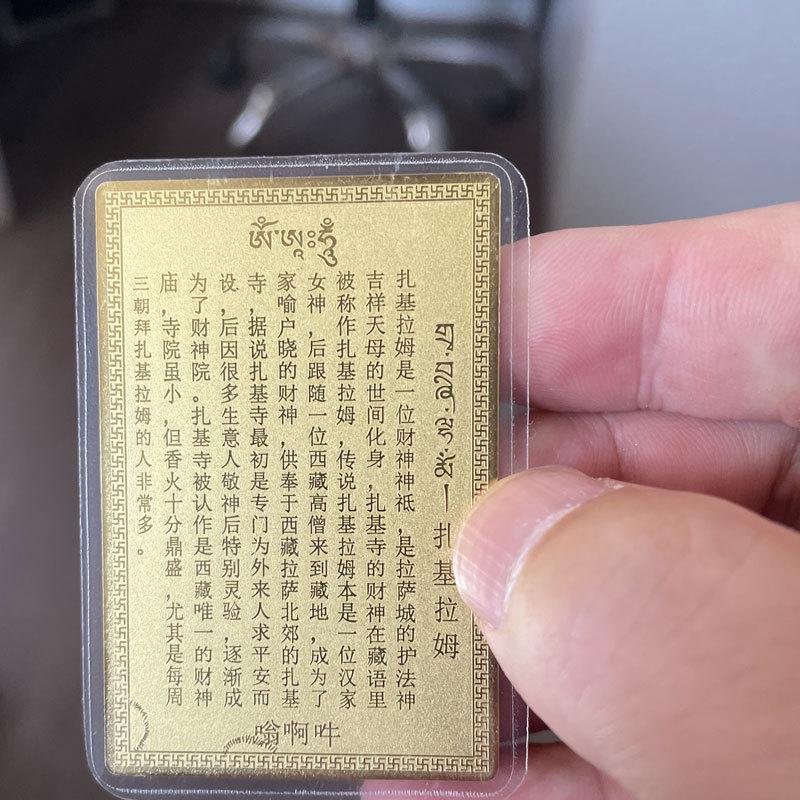 ཨོཾ་ཨཱཿཧཱུྃ
—扎基拉姆
扎基拉姆是一位财神神祇,是拉萨城的护法神
吉祥天母的世间化身,扎基寺的财神在藏语里
被称作扎基拉姆,传说扎基拉姆本是一位汉家
女神,后跟随一位西藏高僧来到藏地,成为了
家喻户晓的财神,供奉于西藏拉萨北郊的扎基
寺,据说扎基寺最初是专门为外来人求平安而
设,后因很多生意人敬神后特别灵验,逐渐成
为了财神院。扎基寺被认作是西藏唯一的财神
庙,寺院虽小,但香火十分鼎盛,尤其是每周
三朝拜扎基拉姆的人非常多。
嗡啊吽